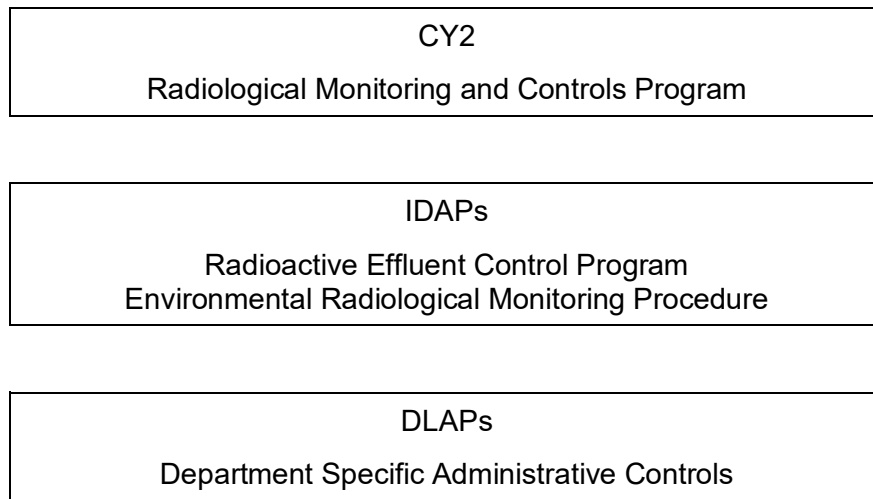 CY2
Radiological Monitoring and Controls Program
IDAPs
Radioactive Effluent Control Program
Environmental Radiological Monitoring Procedure
DLAPs
Department Specific Administrative Controls